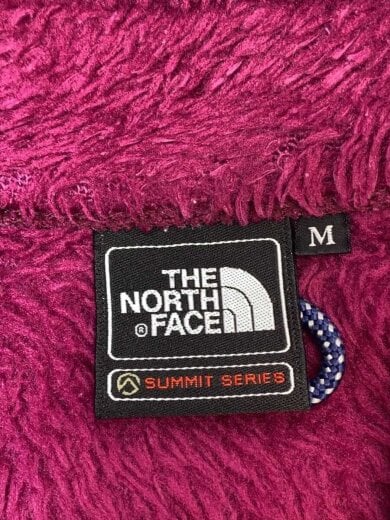 M
THE
NORTH
® FACE
SUMMIT SERIES